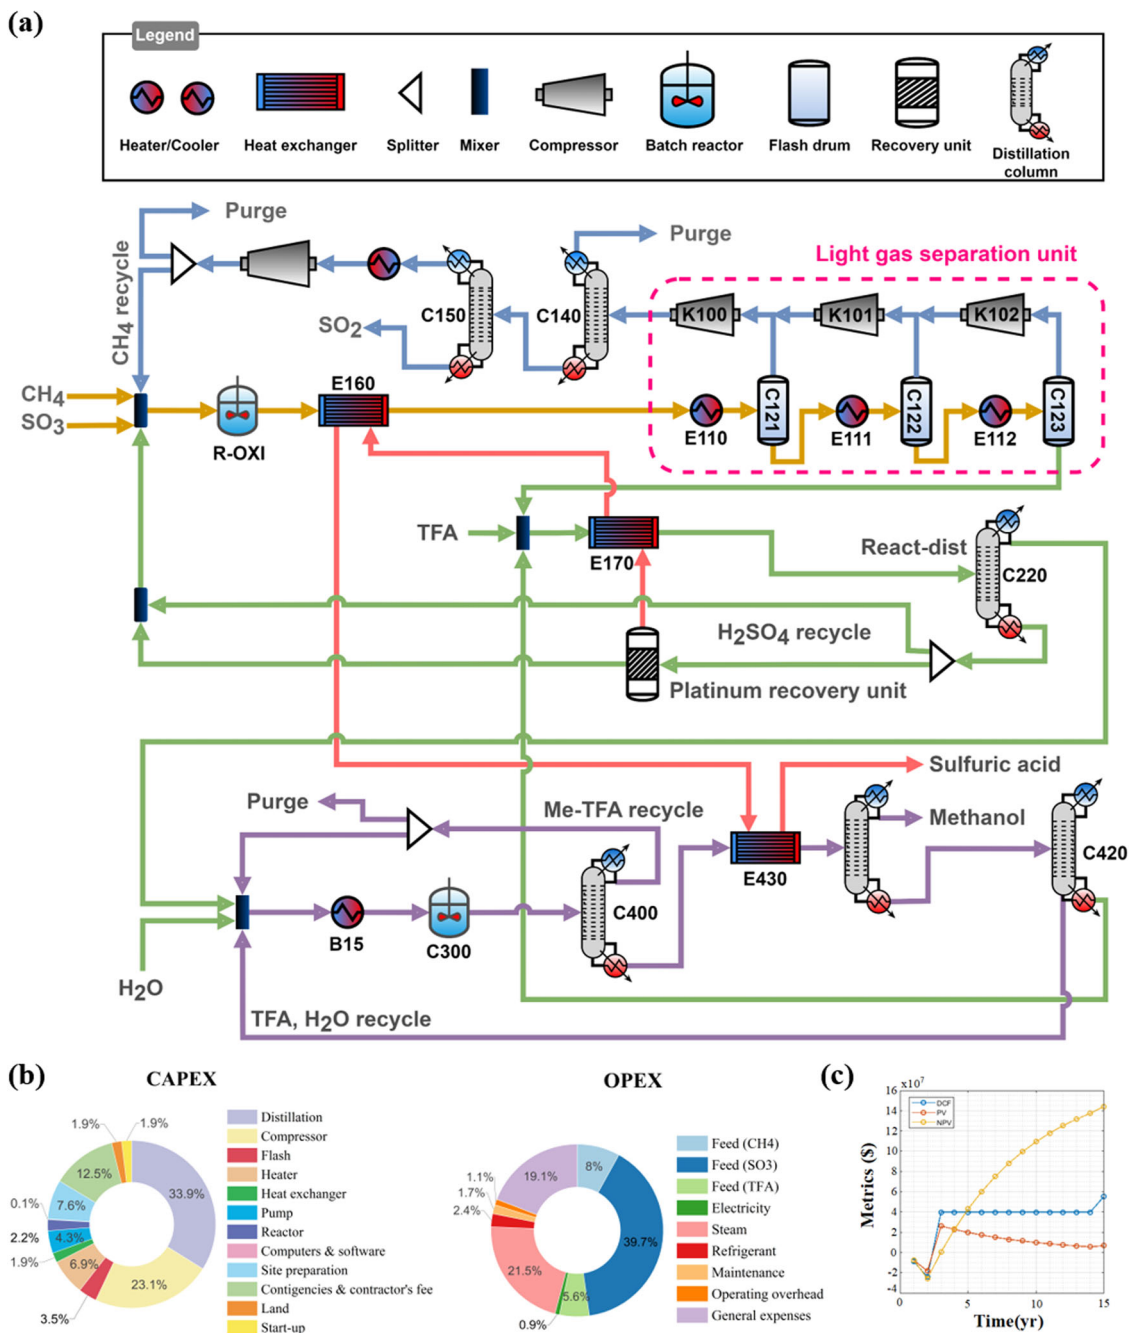 (a)
Legend
Heater/Cooler
Heat exchanger
Splitter
Mixer
Compressor
Batch reactor
Flash drum
Recovery unit
Distillation
column
Purge
Purge
Light gas separation unit
CH4 recycle
C150
C140
K100
K101
K102
SO2
CH4
SO3
E160
R-OXI
E110
C121
E111
C122
E112
C123
TFA
E170
React-dist
C220
H2SO4 recycle
Platinum recovery unit
Sulfuric acid
Purge
Me-TFA recycle
Methanol
E430
C420
C400
B15
C300
H2O
TFA, H2O recycle
(b)
CAPEX
1.9%
1.9%
12.5%
33.9%
7.6%
0.1%
2.2%
4.3%
1.9%
6.9%
23.1%
3.5%
Distillation
Compressor
Flash
Heater
Heat exchanger
Pump
Reactor
Computers & software
Site preparation
Contigencies & contractor's fee
Land
Start-up
OPEX
19.1%
8%
1.1%
1.7%
2.4%
39.7%
21.5%
5.6%
0.9%
Feed (CH4)
Feed (SO3)
Feed (TFA)
Electricity
Steam
Refrigerant
Maintenance
Operating overhead
General expenses
(c)
x10^7
16
14
12
10
8
6
4
2
0
-2
-4
DCF
PV
NPV
Metrics ($)
0
5
10
15
Time(yr)